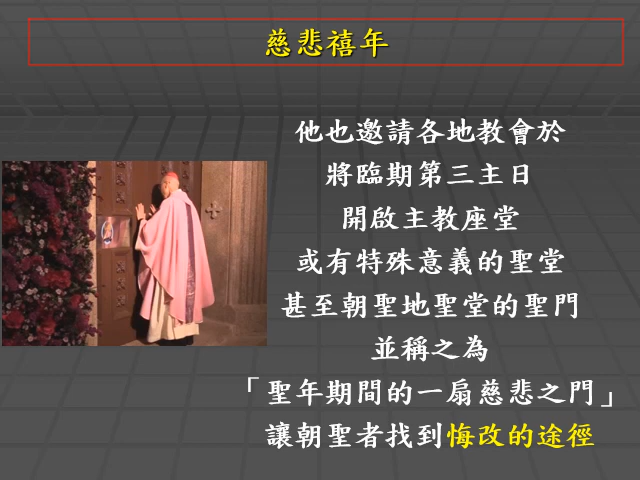 慈悲禧年
他也邀請各地教會於
將臨期第三主日
開啟主教座堂
或有特殊意義的聖堂
甚至朝聖地聖堂的聖門
並稱之為
「聖年期間的一扇慈悲之門」
讓朝聖者找到悔改的途徑